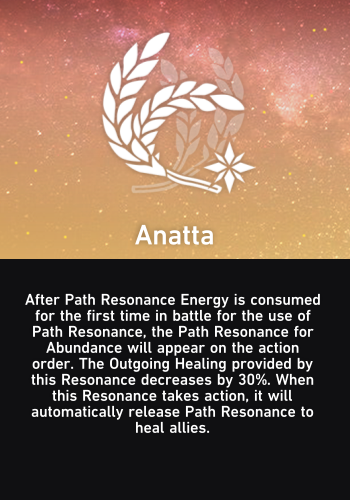 Anatta
After Path Resonance Energy is consumed
for the first time in battle for the use of
Path Resonance, the Path Resonance for
Abundance will appear on the action
order. The Outgoing Healing provided by
this Resonance decreases by 30%. When
this Resonance takes action, it will
automatically release Path Resonance to
heal allies.